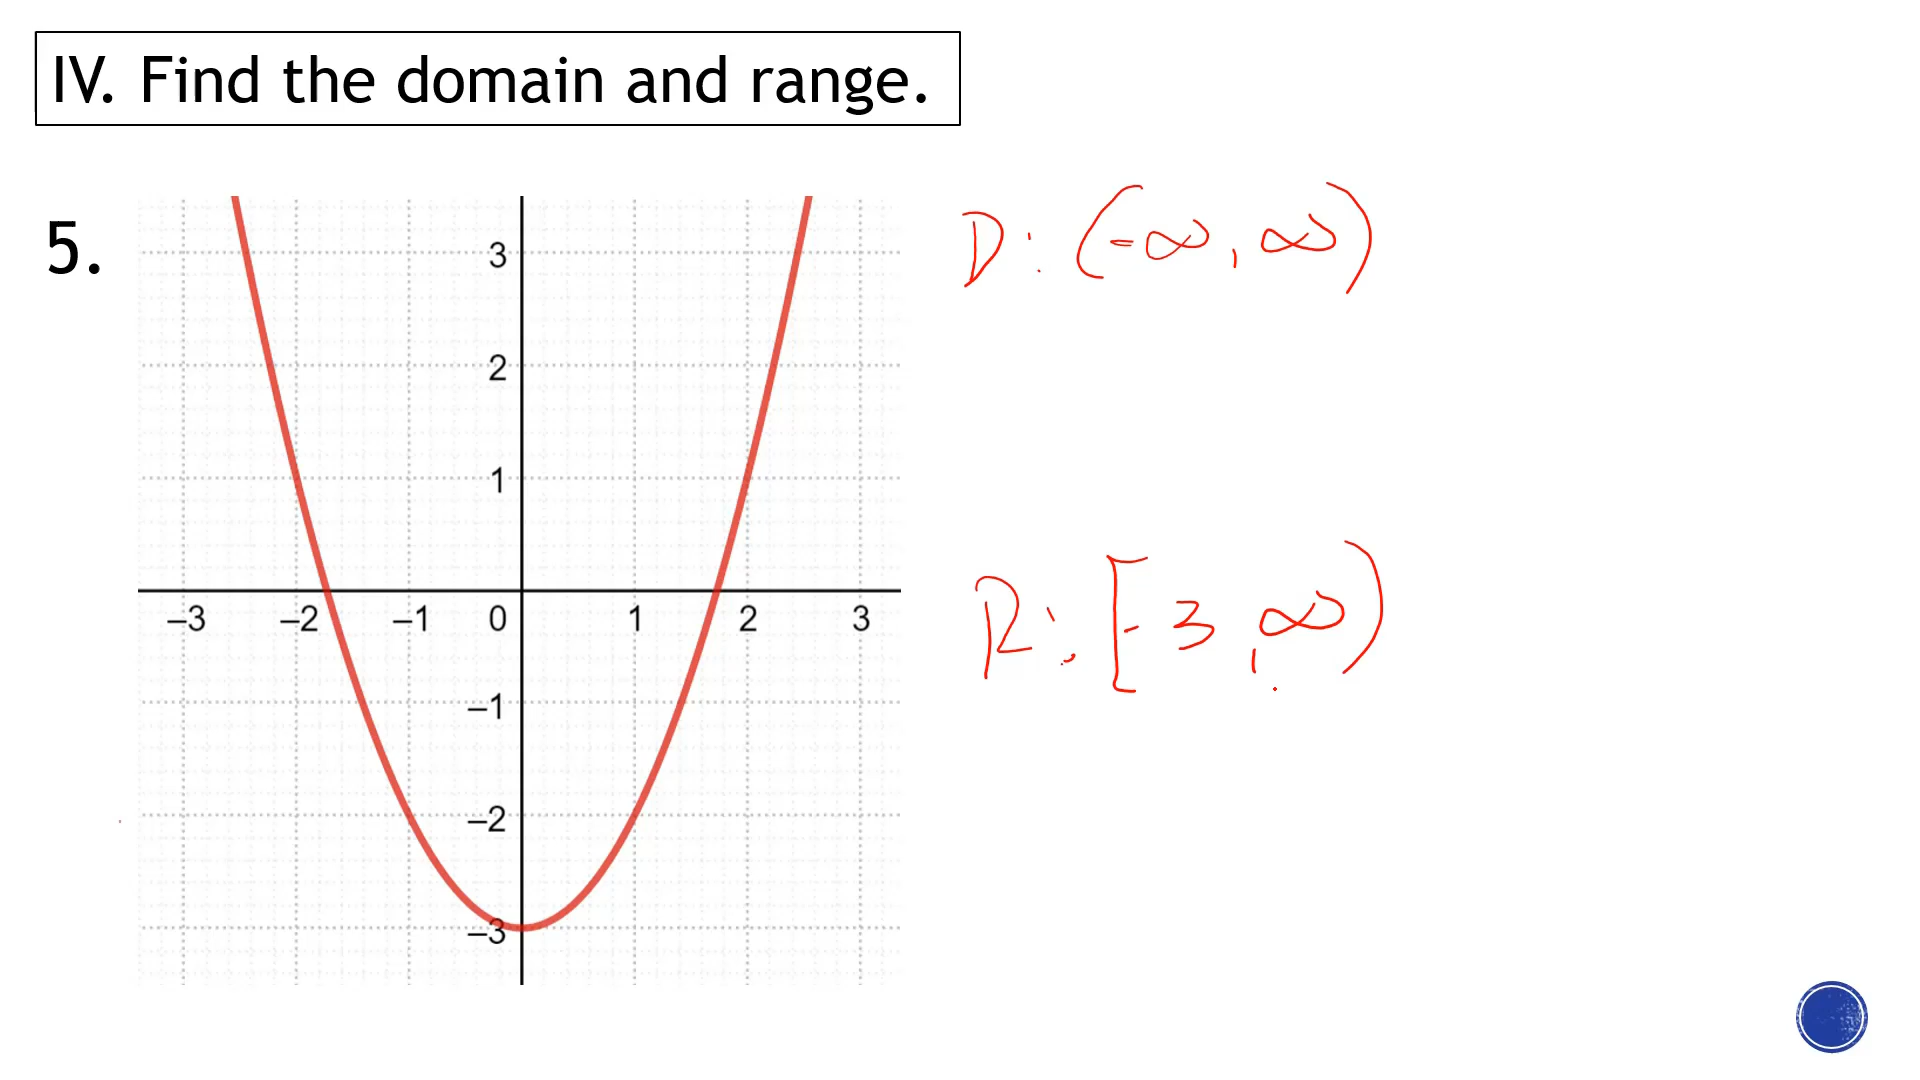 IV. Find the domain and range.
5.
D: (-∞, ∞)
3
2
1
–3 –2 –1 0 1 2 3
R: [-3, ∞)
–1
–2
–3